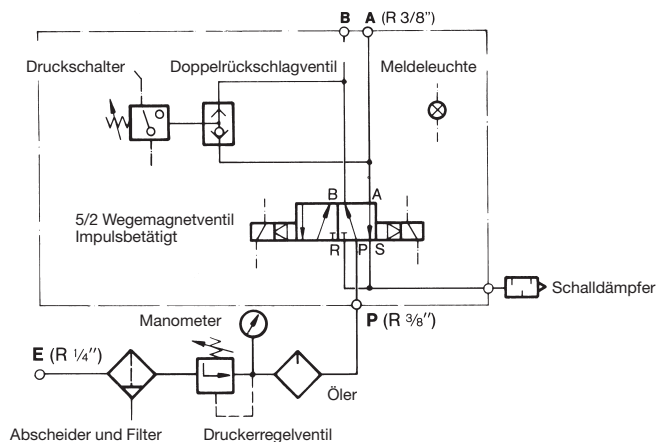 B A (R 3/8")
Druckschalter Doppelrückschlagventil Meldeleuchte
B A
5/2 Wegemagnetventil
Impulsbetätigt
R P S
Schalldämpfer
Manometer P (R 3/8")
E (R 1/4")
Öler
Abscheider und Filter Druckerregelventil